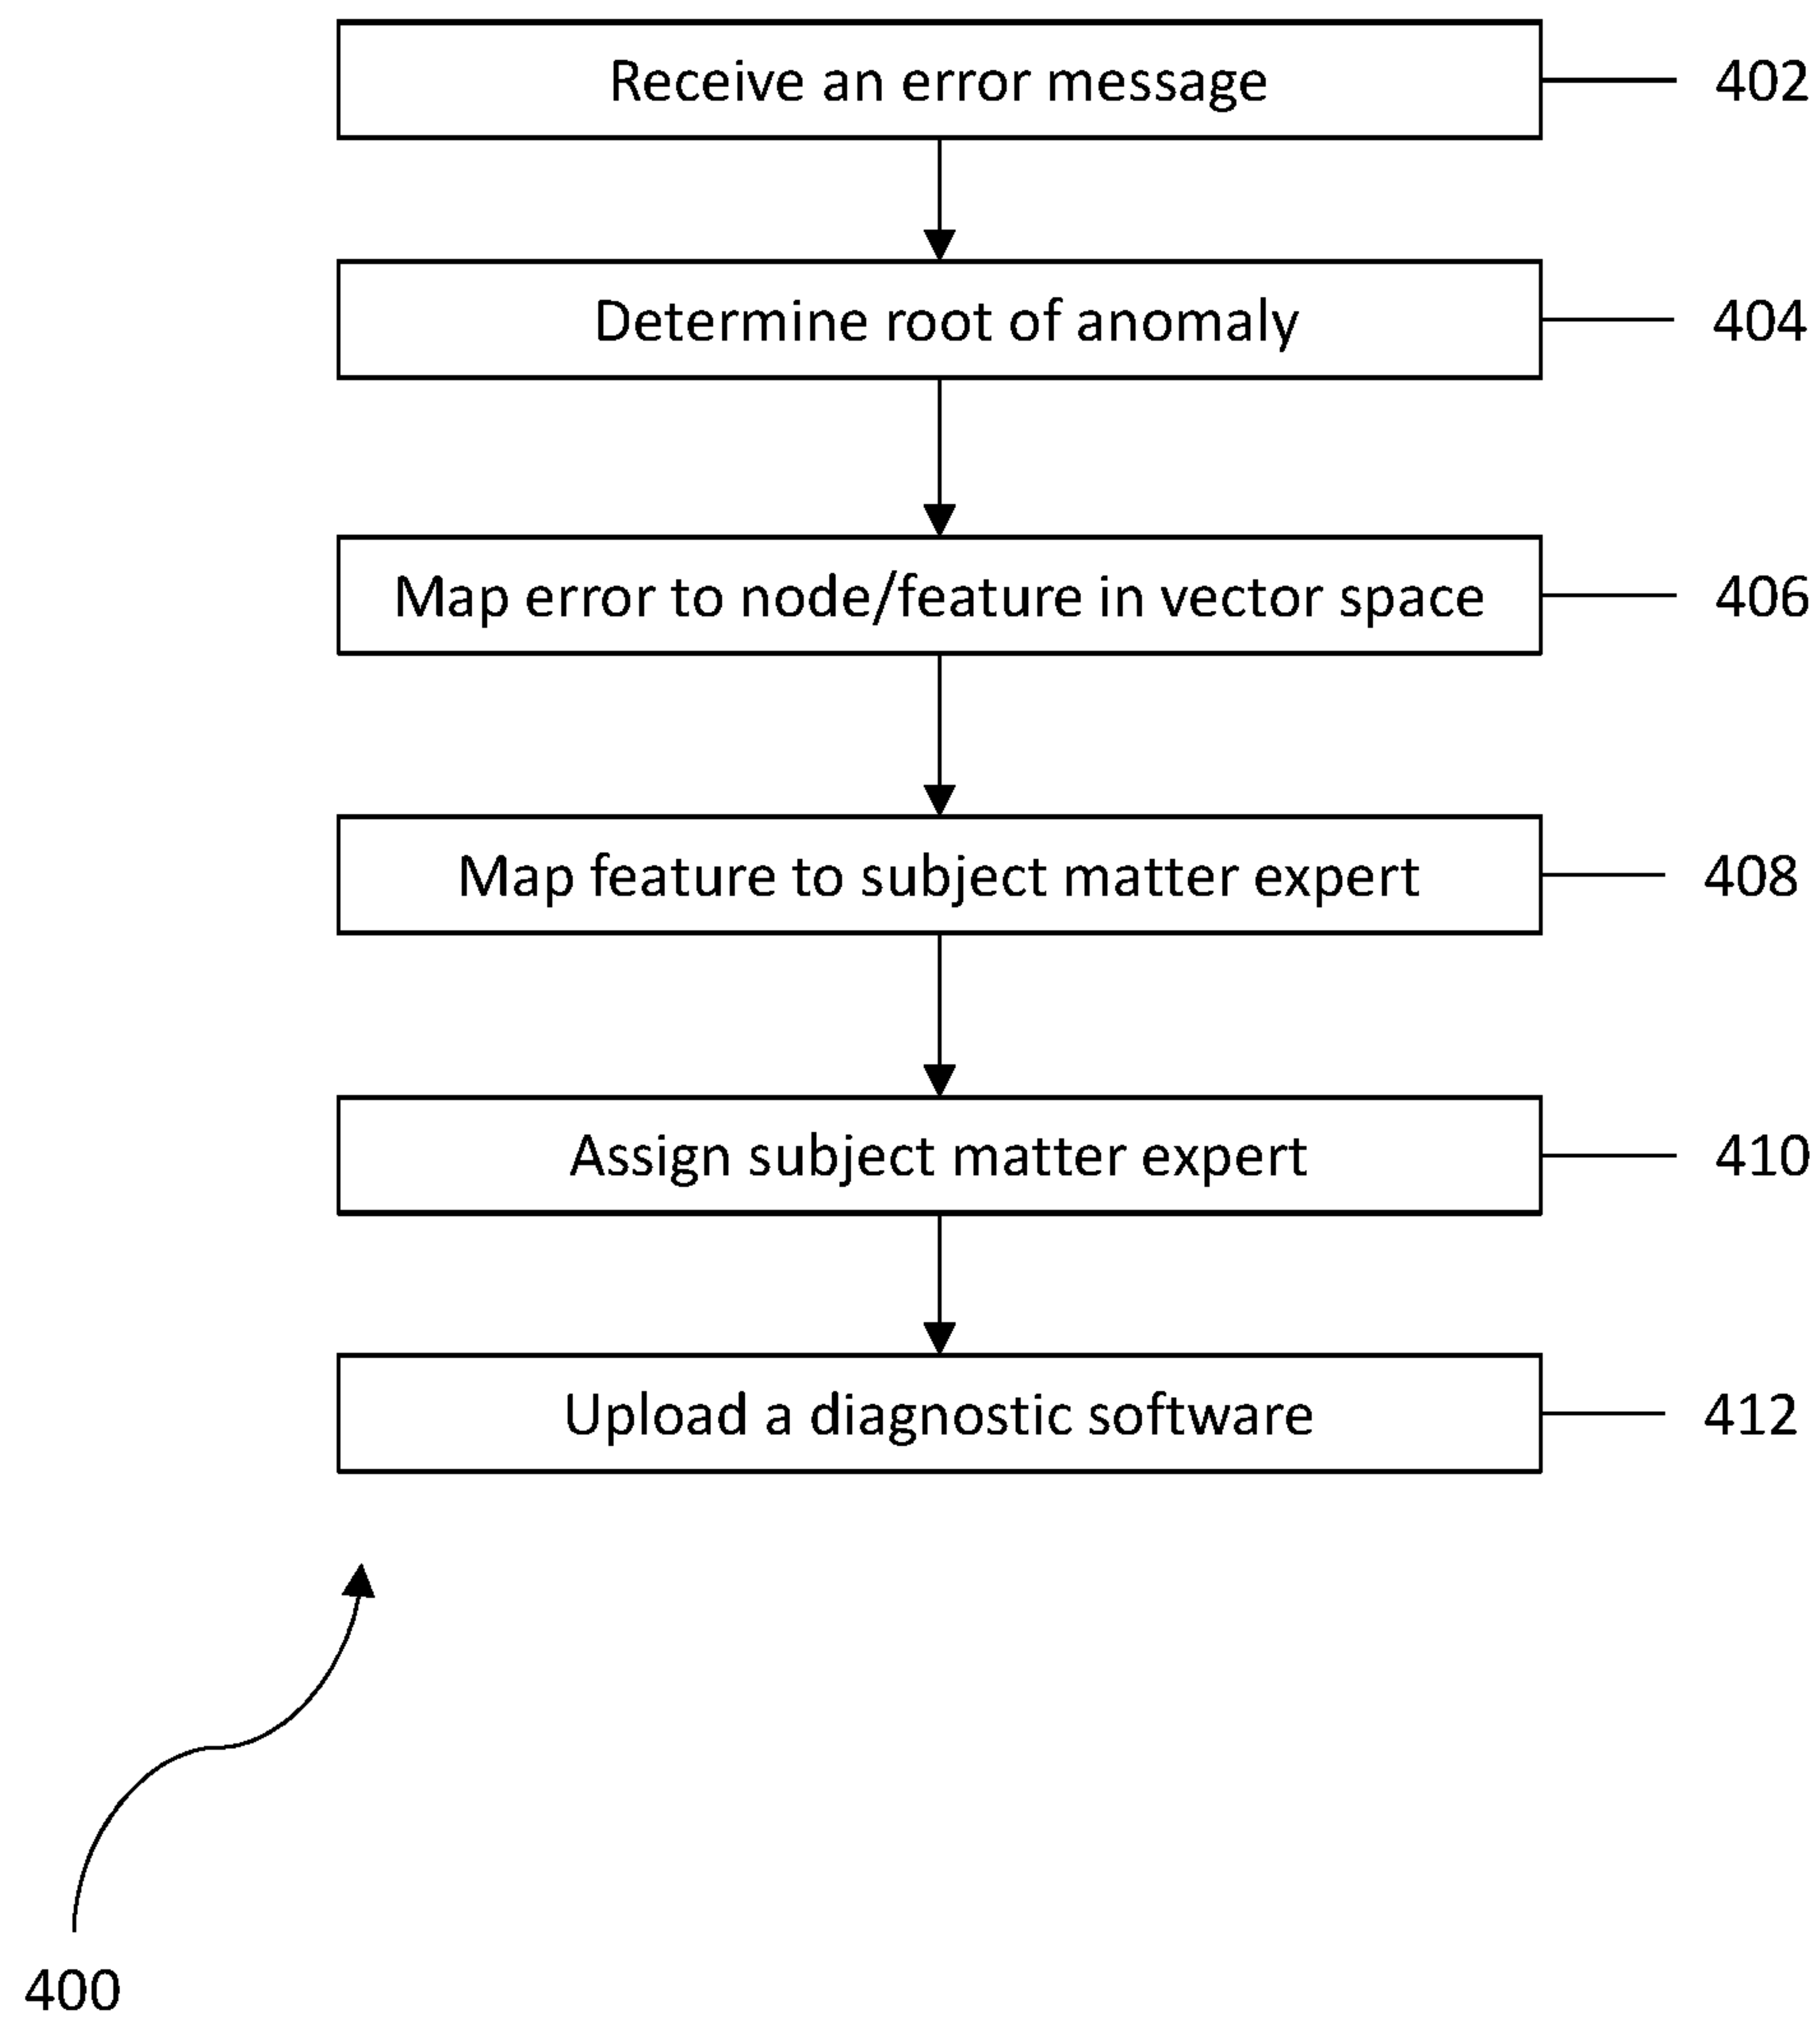 Receive an error message 402
Determine root of anomaly 404
Map error to node/feature in vector space 406
Map feature to subject matter expert 408
Assign subject matter expert 410
Upload a diagnostic software 412
400